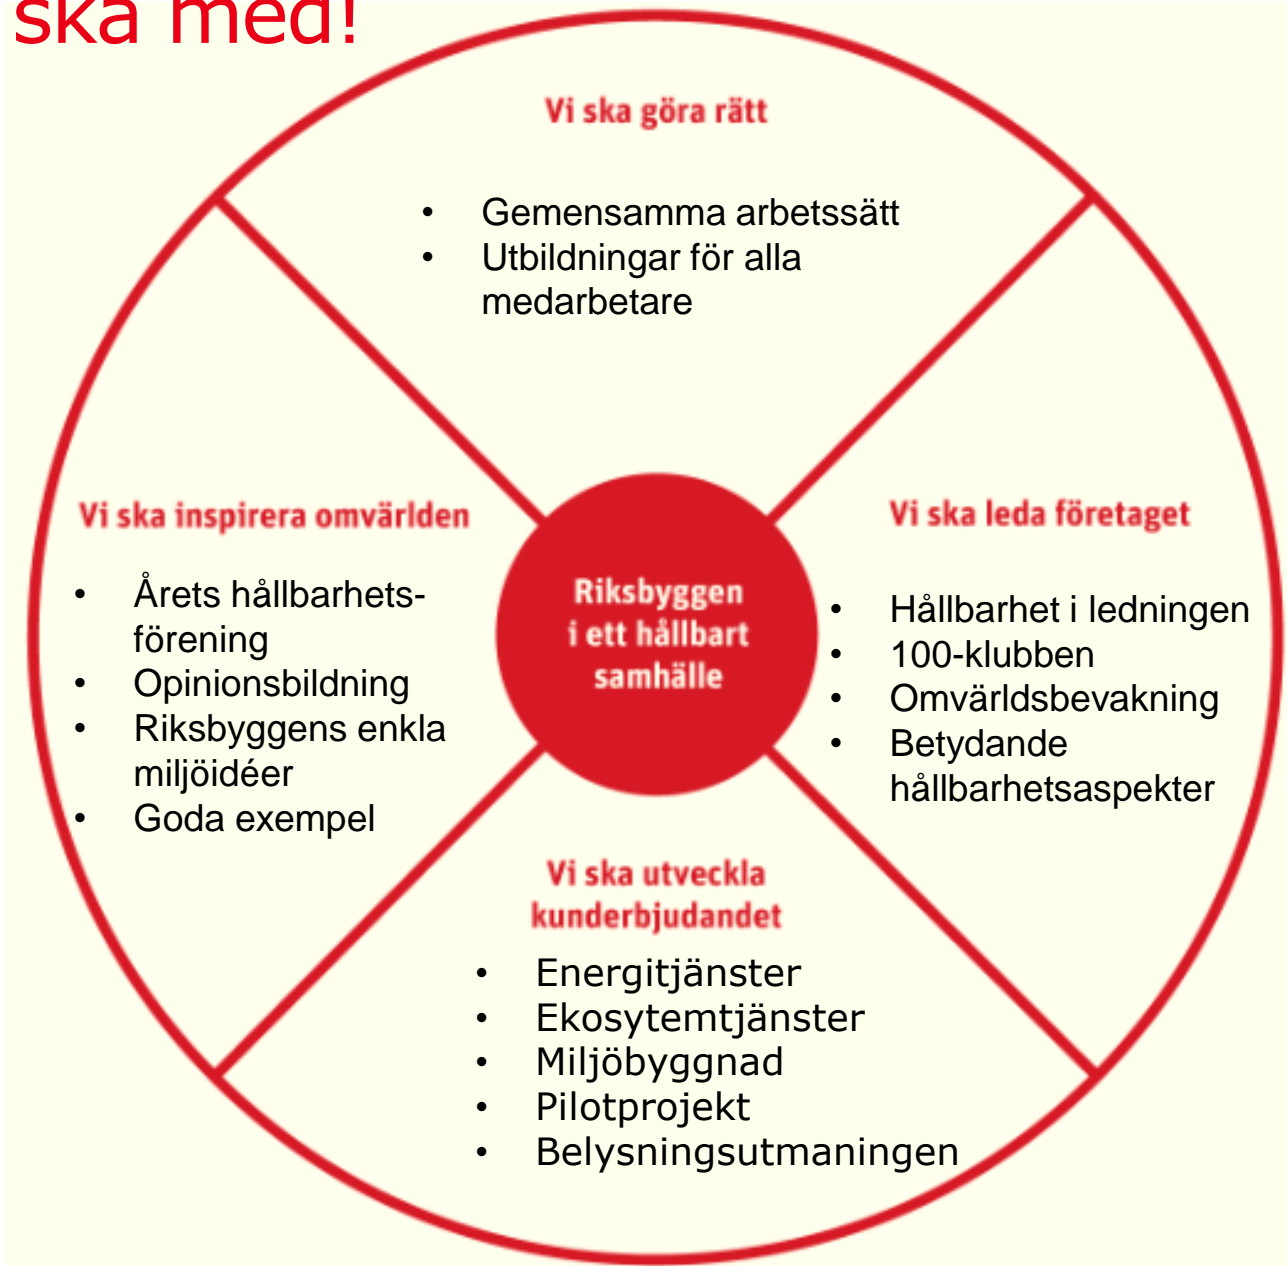 ska med!
Vi ska göra rätt
• Gemensamma arbetssätt
• Utbildningar för alla
medarbetare
Vi ska inspirera omvärlden
• Årets hållbarhets-
förening
• Opinionsbildning
• Riksbyggens enkla
miljöidéer
• Goda exempel
Riksbyggen
i ett hållbart
samhälle
Vi ska leda företaget
• Hållbarhet i ledningen
• 100-klubben
• Omvärldsbevakning
• Betydande
hållbarhetsaspekter
Vi ska utveckla
kunderbjudandet
• Energitjänster
• Ekosytemtjänster
• Miljöbyggnad
• Pilotprojekt
• Belysningsutmaningen